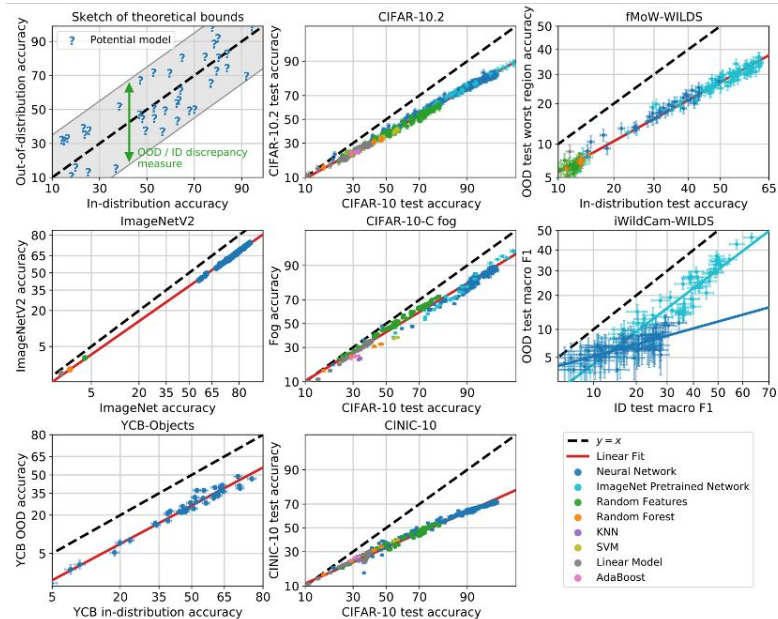 Sketch of theoretical bounds
Out-of-distribution accuracy
90
70
50
30
10
? Potential model
OOD / ID discrepancy
measure
10 30 50 70 90
In-distribution accuracy
CIFAR-10.2
CIFAR-10.2 test accuracy
90
70
50
30
10
10 30 50 70 90
CIFAR-10 test accuracy
fMoW-WILDS
OOD test worst region accuracy
50
40
30
20
10
5
10 20 30 40 50 65
In-distribution test accuracy
ImageNetV2
ImageNetV2 accuracy
80
65
50
35
20
5
5 20 35 50 65 80
ImageNet accuracy
CIFAR-10-C fog
Fog accuracy
90
70
50
30
10
10 30 50 70 90
CIFAR-10 test accuracy
iWildCam-WILDS
OOD test macro F1
50
40
30
20
10
5
10 20 30 40 50 60 70
ID test macro F1
YCB-Objects
YCB OOD accuracy
80
65
50
35
20
5
5 20 35 50 65 80
YCB in-distribution accuracy
CINIC-10
CINIC-10 test accuracy
90
70
50
30
10
10 30 50 70 90
CIFAR-10 test accuracy
y = x
Linear Fit
Neural Network
ImageNet Pretrained Network
Random Features
Random Forest
KNN
SVM
Linear Model
AdaBoost